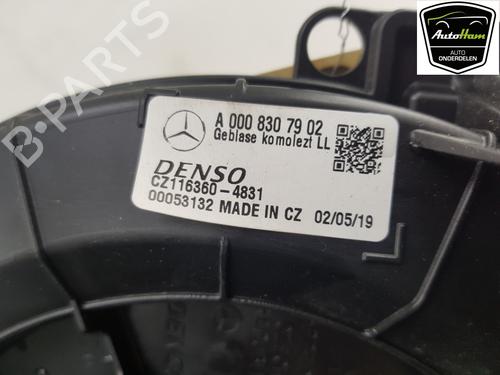 AutoHam
AUTO
ONDERDELEN
B-PARTS
A 000 830 79 02
Geblase komolezt LL
DENSO
CZ116360-4831
00053132 MADE IN CZ 02/05/19